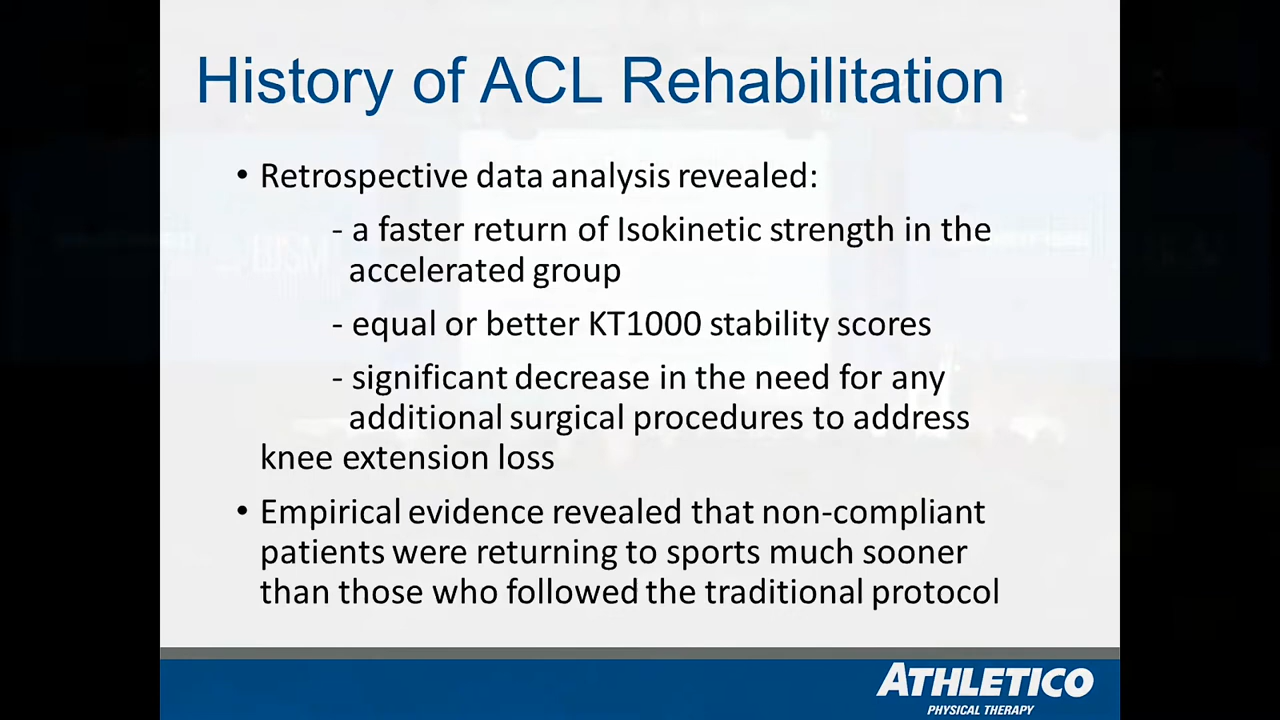 History of ACL Rehabilitation
• Retrospective data analysis revealed:
- a faster return of Isokinetic strength in the
accelerated group
- equal or better KT1000 stability scores
- significant decrease in the need for any
additional surgical procedures to address
knee extension loss
• Empirical evidence revealed that non-compliant
patients were returning to sports much sooner
than those who followed the traditional protocol
ATHLETICO
PHYSICAL THERAPY